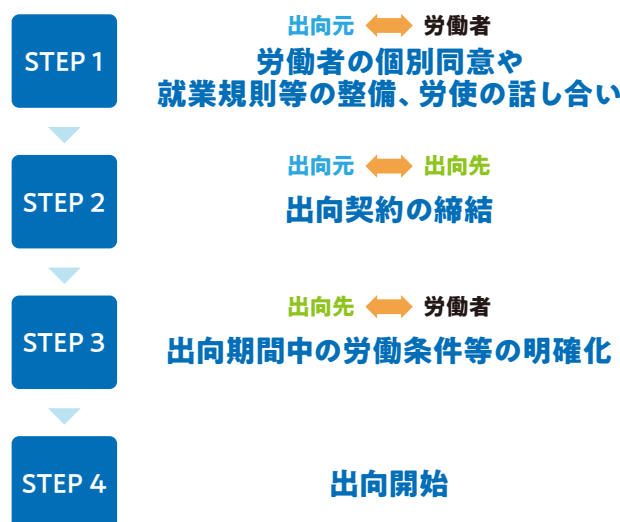 STEP 1
出向元 労働者
労働者の個別同意や
就業規則等の整備、労使の話し合い
STEP 2
出向元 出向先
出向契約の締結
STEP 3
出向先 労働者
出向期間中の労働条件等の明確化
STEP 4
出向開始